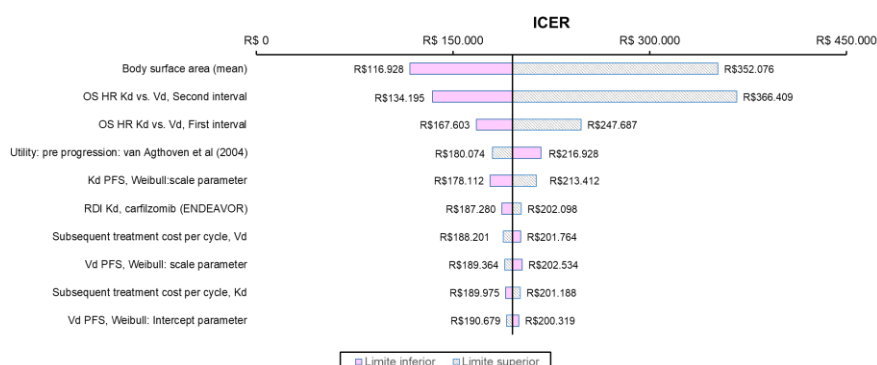 ICER
R$ 0 R$ 150.000 R$ 300.000 R$ 450.000
Body surface area (mean) R$116.928 R$352.076
OS HR Kd vs. Vd, Second interval R$134.195 R$366.409
OS HR Kd vs. Vd, First interval R$167.603 R$247.687
Utility: pre progression: van Agthoven et al (2004) R$180.074 R$216.928
Kd PFS, Weibull:scale parameter R$178.112 R$213.412
RDI Kd, carfilzomib (ENDEAVOR) R$187.280 R$202.098
Subsequent treatment cost per cycle, Vd R$188.201 R$201.764
Vd PFS, Weibull: scale parameter R$189.364 R$202.534
Subsequent treatment cost per cycle, Kd R$189.975 R$201.188
Vd PFS, Weibull: Intercept parameter R$190.679 R$200.319
Limite inferior Limite superior